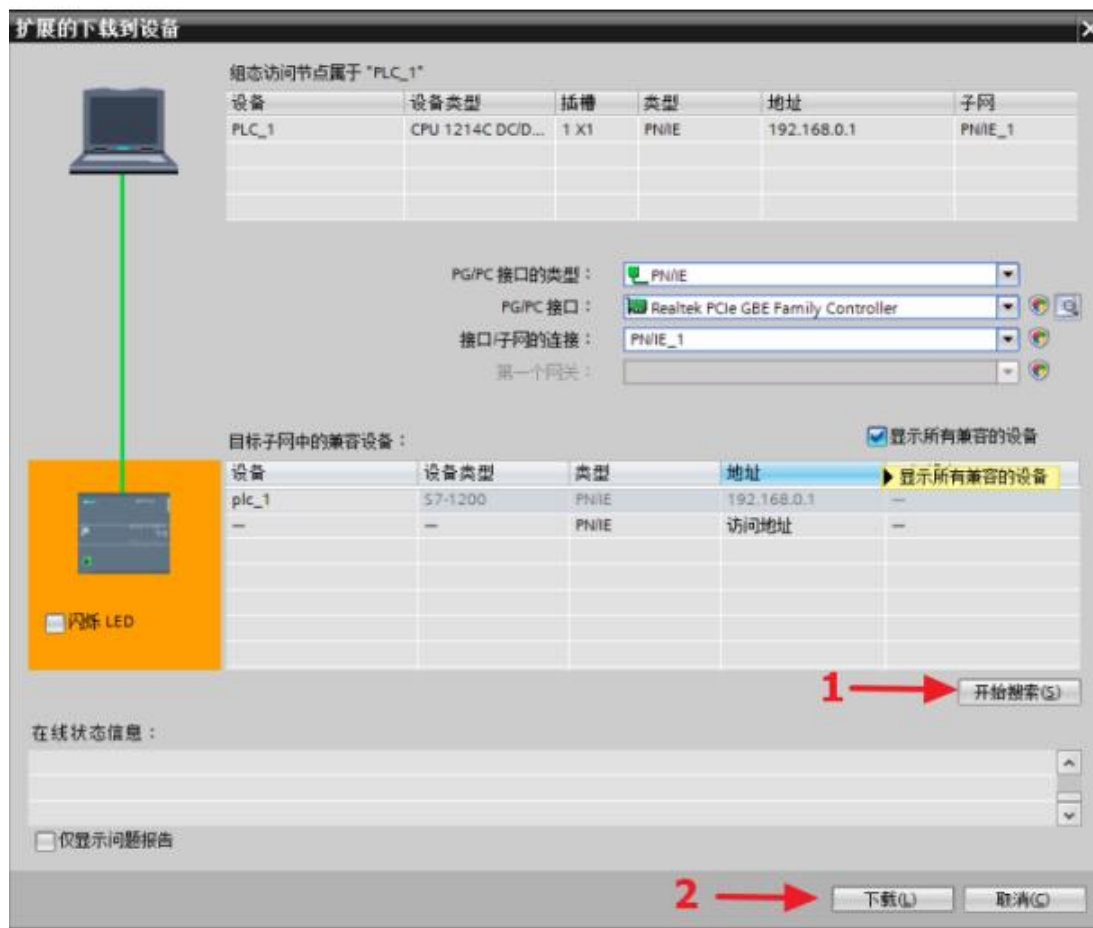 扩展的下载到设备
组态访问节点属于 "PLC_1"
设备 设备类型 插槽 类型 地址 子网
PLC_1 CPU 1214C DC/D... 1 X1 PN/IE 192.168.0.1 PN/IE_1
PG/PC 接口的类型： PN/IE
PG/PC 接口： Realtek PCIe GBE Family Controller
接口/子网的连接： PN/IE_1
第一个网关：
目标子网中的兼容设备： 显示所有兼容的设备
设备 设备类型 类型 地址 显示所有兼容的设备
plc_1 S7-1200 PN/IE 192.168.0.1 —
— — PN/IE 访问地址 —
闪烁 LED
1 开始搜索(S)
在线状态信息：
仅显示问题报告
2 下载(L) 取消(C)